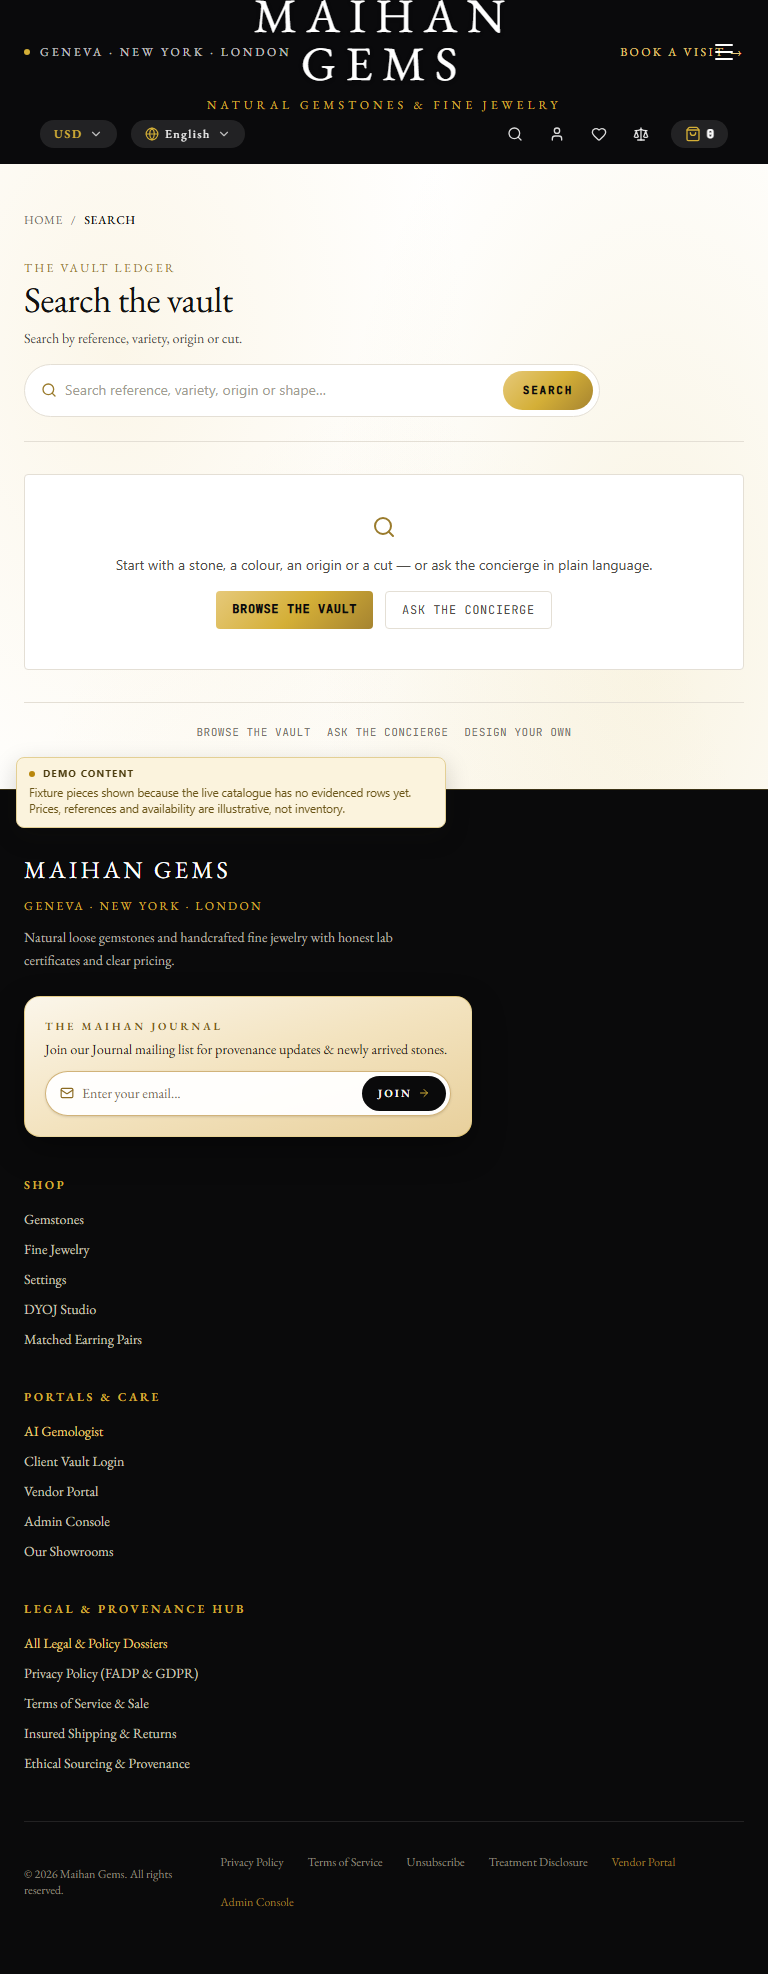 MAIHAN
GEMS
GENEVA · NEW YORK · LONDON
BOOK A VISIT →
NATURAL GEMSTONES & FINE JEWELRY
USD
English
0
HOME / SEARCH
THE VAULT LEDGER
Search the vault
Search by reference, variety, origin or cut.
Search reference, variety, origin or shape...
SEARCH
Start with a stone, a colour, an origin or a cut — or ask the concierge in plain language.
BROWSE THE VAULT
ASK THE CONCIERGE
BROWSE THE VAULT ASK THE CONCIERGE DESIGN YOUR OWN
DEMO CONTENT
Fixture pieces shown because the live catalogue has no evidenced rows yet.
Prices, references and availability are illustrative, not inventory.
MAIHAN GEMS
GENEVA · NEW YORK · LONDON
Natural loose gemstones and handcrafted fine jewelry with honest lab
certificates and clear pricing.
THE MAIHAN JOURNAL
Join our Journal mailing list for provenance updates & newly arrived stones.
Enter your email...
JOIN →
SHOP
Gemstones
Fine Jewelry
Settings
DYOJ Studio
Matched Earring Pairs
PORTALS & CARE
AI Gemologist
Client Vault Login
Vendor Portal
Admin Console
Our Showrooms
LEGAL & PROVENANCE HUB
All Legal & Policy Dossiers
Privacy Policy (FADP & GDPR)
Terms of Service & Sale
Insured Shipping & Returns
Ethical Sourcing & Provenance
© 2026 Maihan Gems. All rights
reserved.
Privacy Policy Terms of Service Unsubscribe Treatment Disclosure Vendor Portal
Admin Console